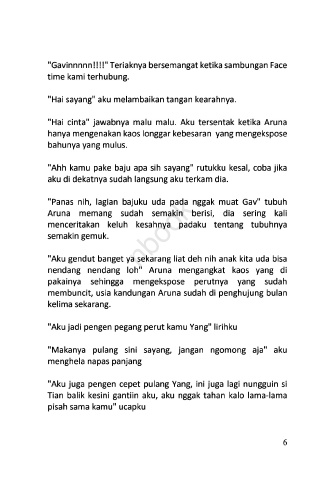 "Gavinnnnn!!!!" Teriaknya bersemangat ketika sambungan Face
time kami terhubung.
"Hai sayang" aku melambaikan tangan kearahnya.
"Hai cinta" jawabnya malu malu. Aku tersentak ketika Aruna
hanya mengenakan kaos longgar kebesaran yang mengekspose
bahunya yang mulus.
"Ahh kamu pake baju apa sih sayang" rutukku kesal, coba jika
aku di dekatnya sudah langsung aku terkam dia.
"Panas nih, lagian bajuku uda pada nggak muat Gav" tubuh
Aruna memang sudah semakin berisi, dia sering kali
menceritakan keluh kesahnya padaku tentang tubuhnya
semakin gemuk.
"Aku gendut banget ya sekarang liat deh nih anak kita uda bisa
nendang nendang loh" Aruna mengangkat kaos yang di
pakainya sehingga mengekspose perutnya yang sudah
membuncit, usia kandungan Aruna sudah di penghujung bulan
kelima sekarang.
"Aku jadi pengen pegang perut kamu Yang" lirihku
"Makanya pulang sini sayang, jangan ngomong aja" aku
menghela napas panjang
"Aku juga pengen cepet pulang Yang, ini juga lagi nungguin si
Tian balik kesini gantiin aku, aku nggak tahan kalo lama-lama
pisah sama kamu" ucapku
6